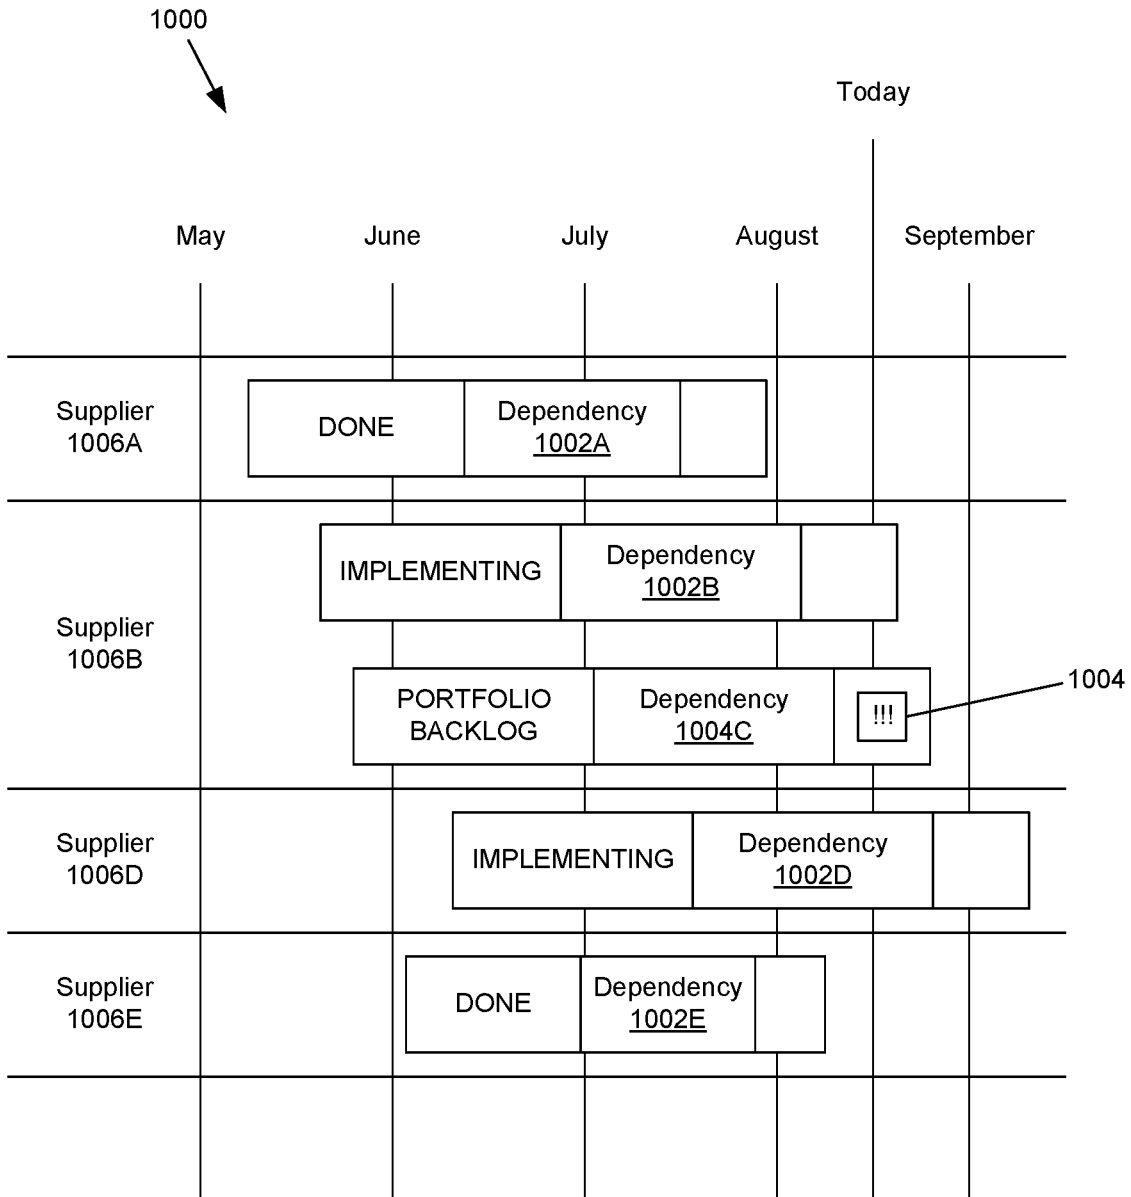 1000
Today
May
June
July
August
September
Supplier
1006A
DONE
Dependency
1002A
Supplier
1006B
IMPLEMENTING
Dependency
1002B
PORTFOLIO
BACKLOG
Dependency
1004C
!!!
1004
Supplier
1006D
IMPLEMENTING
Dependency
1002D
Supplier
1006E
DONE
Dependency
1002E